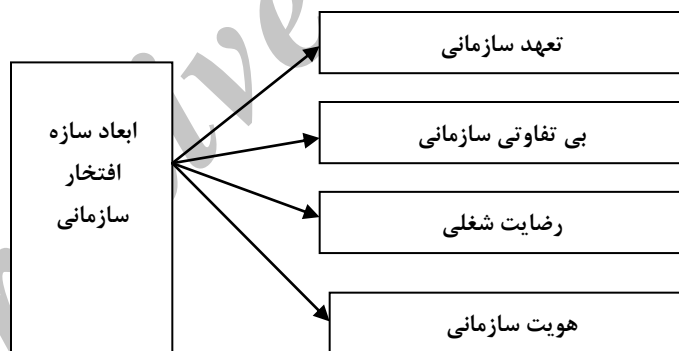 تعهد سازمانی
ابعاد سازه
افتخار
سازمانی
بی تفاوتی سازمانی
رضایت شغلی
هویت سازمانی